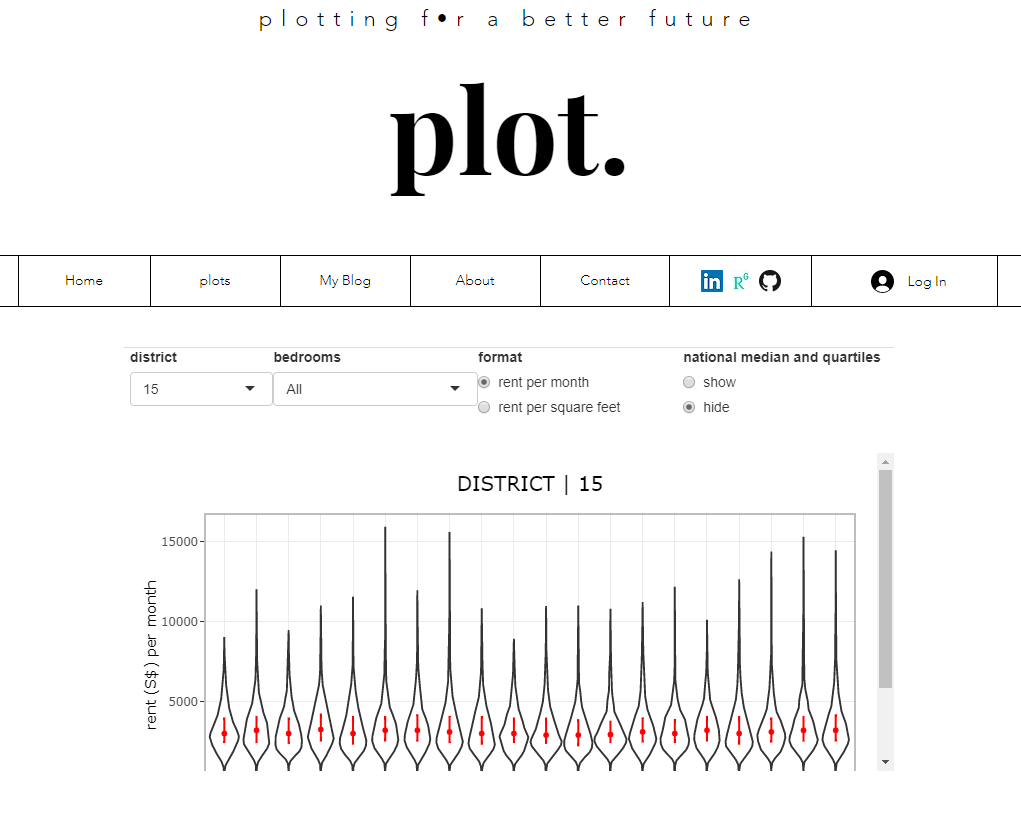 plotting f•r a better future
plot.
Home plots My Blog About Contact in RG Log In
district bedrooms format national median and quartiles
15 All rent per month show
rent per square feet hide
DISTRICT | 15
15000
10000
5000
rent (S$) per month